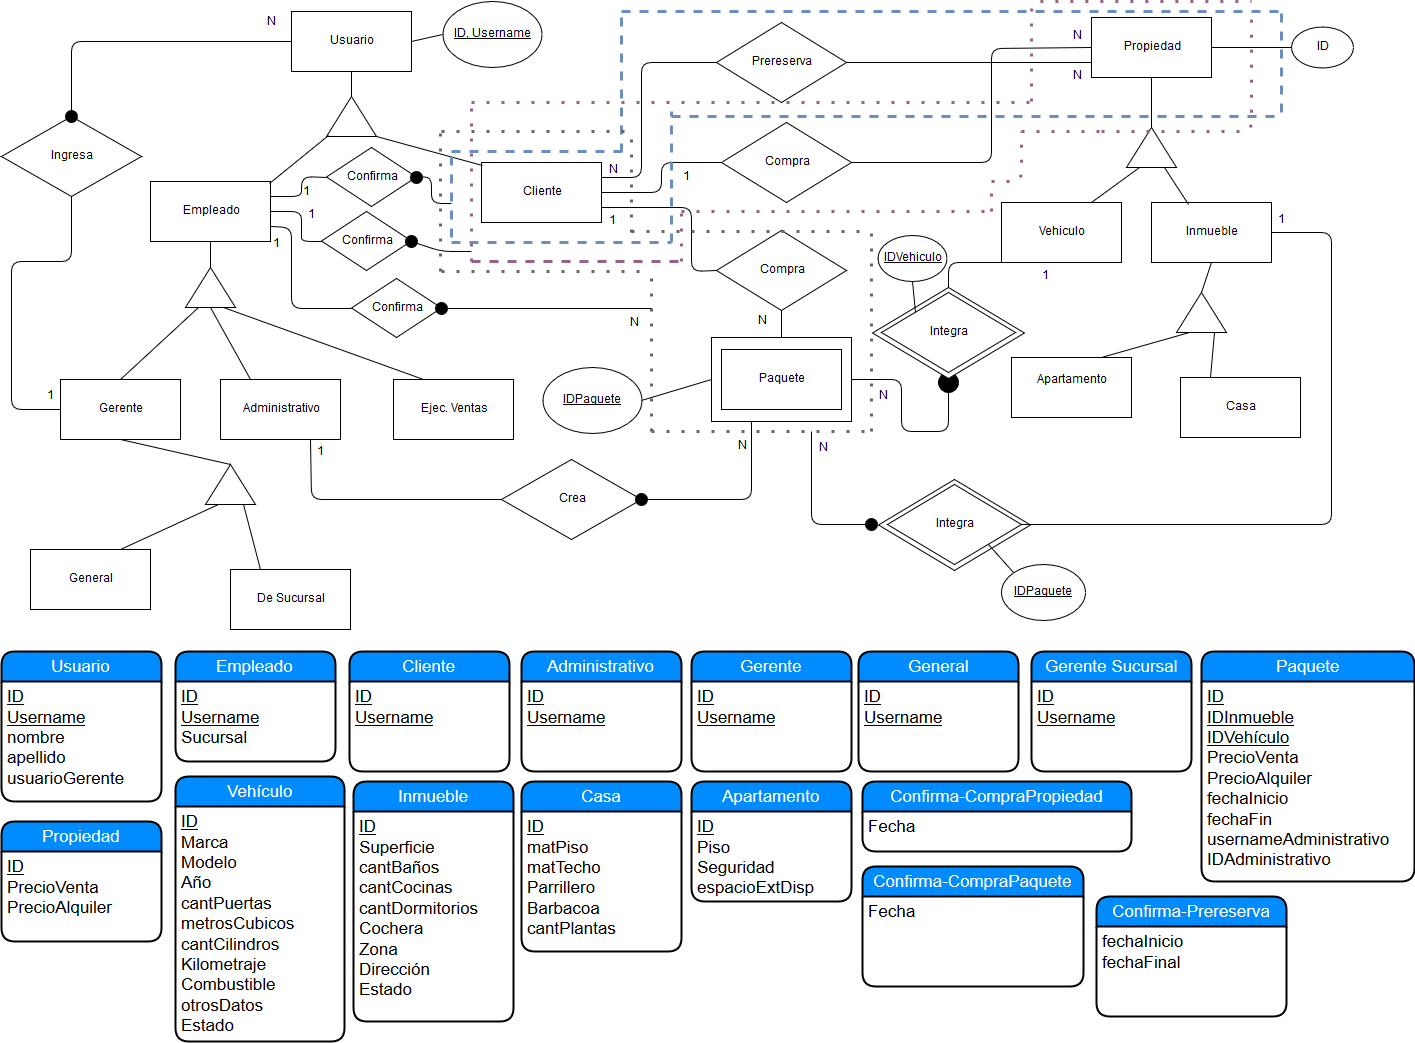 N
Usuario
ID, Username
Prereserva
N
Propiedad
N
ID
Ingresa
Confirma
Compra
N
1
1
Cliente
1
Empleado
1
1
Confirma
1
Vehiculo
Inmueble
1
Compra
IDVehiculo
1
Confirma
N
N
Integra
Paquete
Apartamento
Casa
1
Gerente
Administrativo
Ejec. Ventas
IDPaquete
N
1
N
N
Crea
Integra
General
De Sucursal
IDPaquete
Usuario
ID
Username
nombre
apellido
usuarioGerente
Empleado
ID
Username
Sucursal
Cliente
ID
Username
Administrativo
ID
Username
Gerente
ID
Username
General
ID
Username
Gerente Sucursal
ID
Username
Paquete
ID
IDInmueble
IDVehículo
PrecioVenta
PrecioAlquiler
fechaInicio
fechaFin
usernameAdministrativo
IDAdministrativo
Propiedad
ID
PrecioVenta
PrecioAlquiler
Vehículo
ID
Marca
Modelo
Año
cantPuertas
metrosCubicos
cantCilindros
Kilometraje
Combustible
otrosDatos
Estado
Inmueble
ID
Superficie
cantBaños
cantCocinas
cantDormitorios
Cochera
Zona
Dirección
Estado
Casa
ID
matPiso
matTecho
Parrillero
Barbacoa
cantPlantas
Apartamento
ID
Piso
Seguridad
espacioExtDisp
Confirma-CompraPropiedad
Fecha
Confirma-CompraPaquete
Fecha
Confirma-Prereserva
fechaInicio
fechaFinal